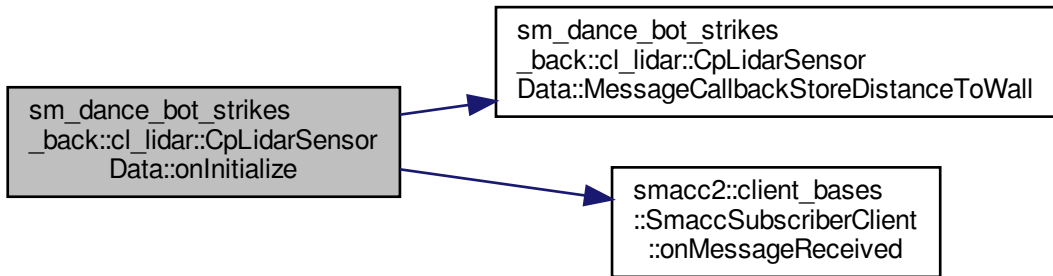 sm_dance_bot_strikes
_back::cl_lidar::CpLidarSensor
Data::onInitialize
sm_dance_bot_strikes
_back::cl_lidar::CpLidarSensor
Data::MessageCallbackStoreDistanceToWall
smacc2::client_bases
::SmaccSubscriberClient
::onMessageReceived